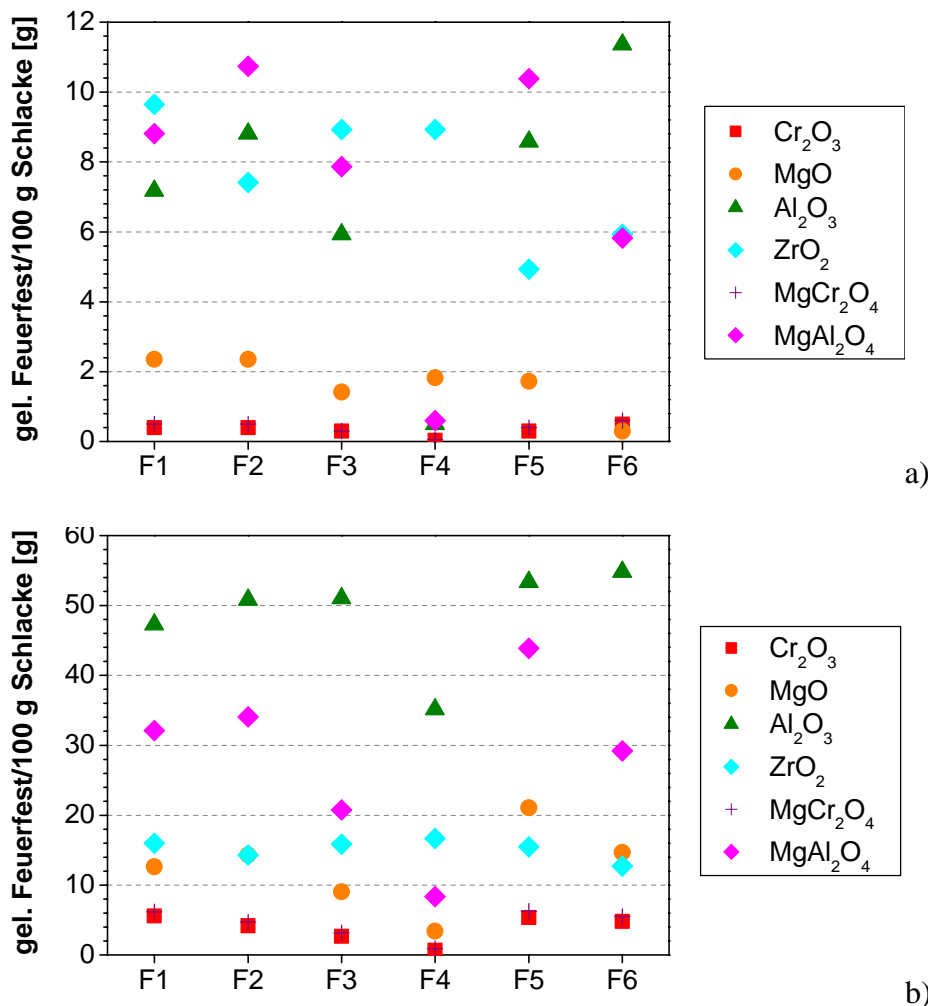 gel. Feuerfest/100 g Schlacke [g]
12
10
8
6
4
2
0
F1 F2 F3 F4 F5 F6
Cr₂O₃
MgO
Al₂O₃
ZrO₂
MgCr₂O₄
MgAl₂O₄
a)
gel. Feuerfest/100 g Schlacke [g]
60
50
40
30
20
10
0
F1 F2 F3 F4 F5 F6
Cr₂O₃
MgO
Al₂O₃
ZrO₂
MgCr₂O₄
MgAl₂O₄
b)